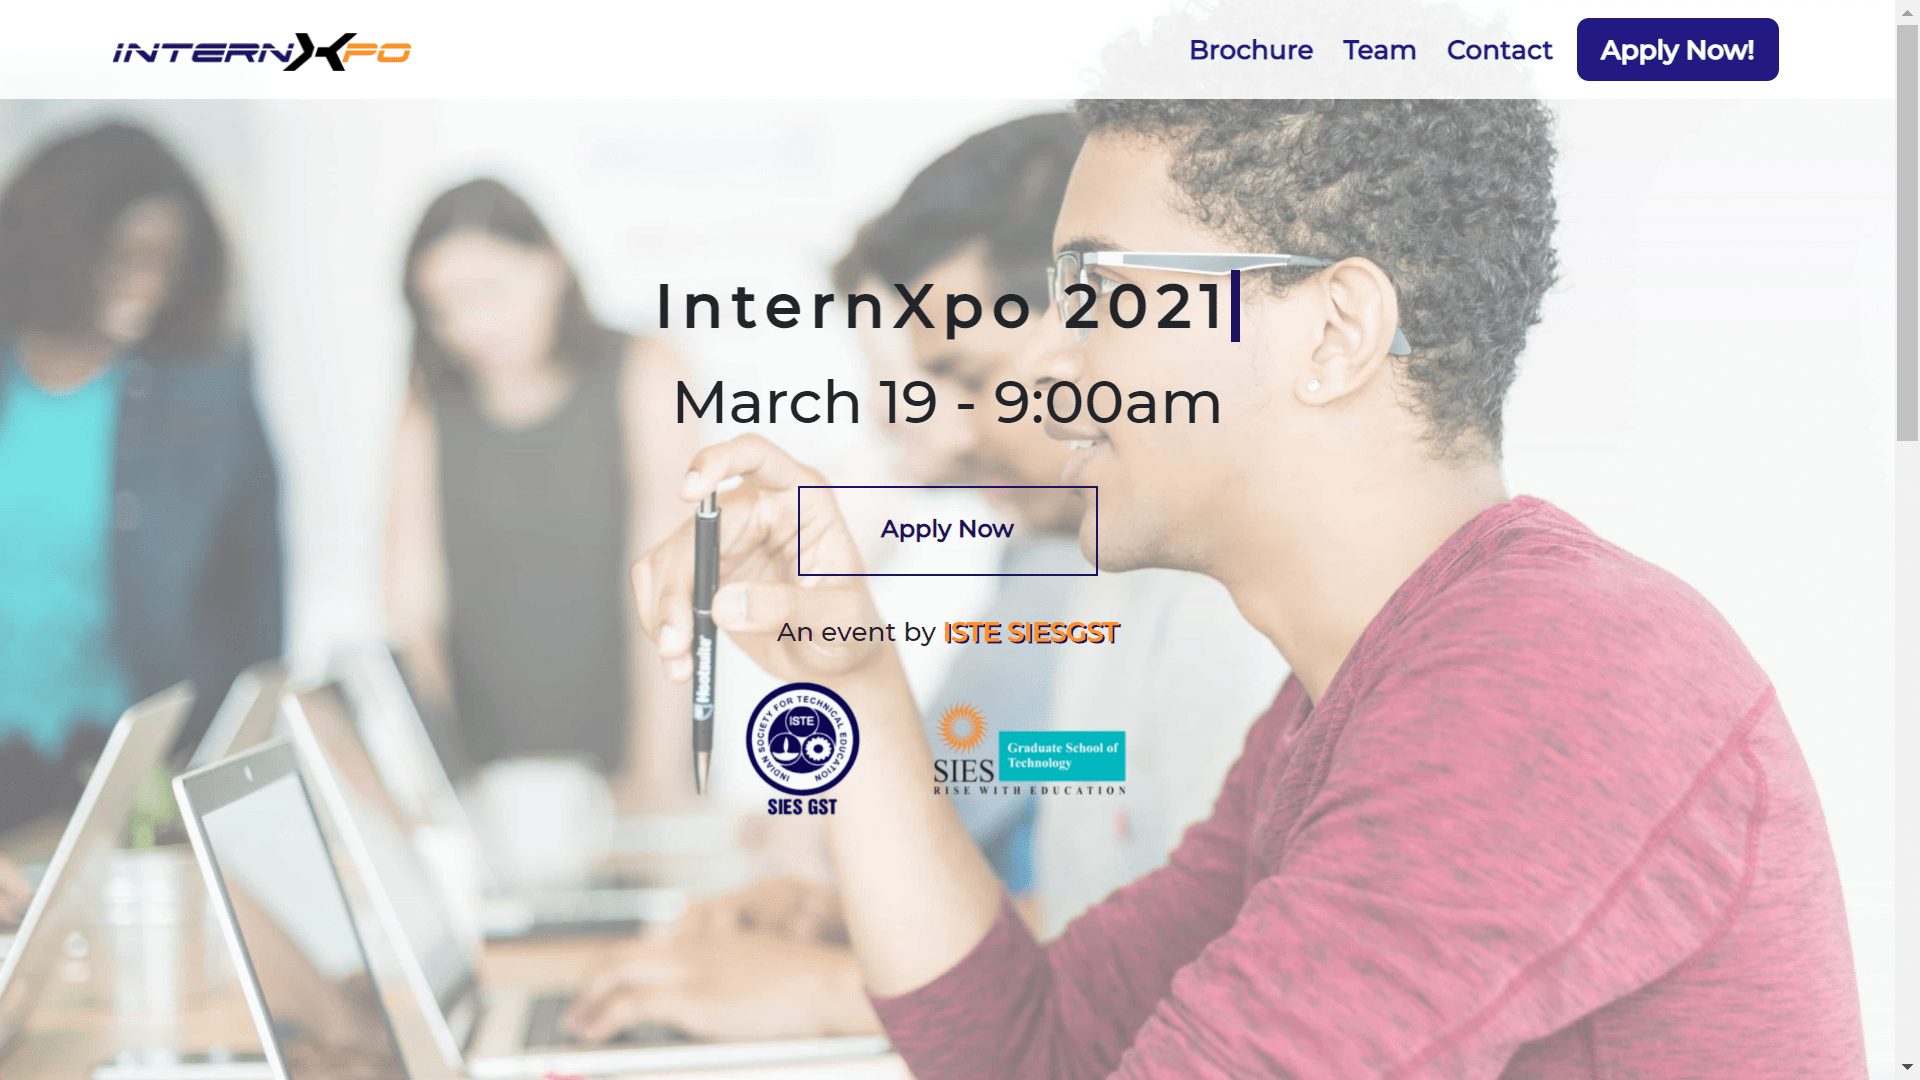 INTERNXPO
Brochure Team Contact Apply Now!
InternXpo 2021
March 19 - 9:00am
Apply Now
An event by ISTE SIESGST
Hootsuite
INDIAN SOCIETY FOR TECHNICAL EDUCATION
ISTE
SIES GST
SIES
Graduate School of
Technology
RISE WITH EDUCATION